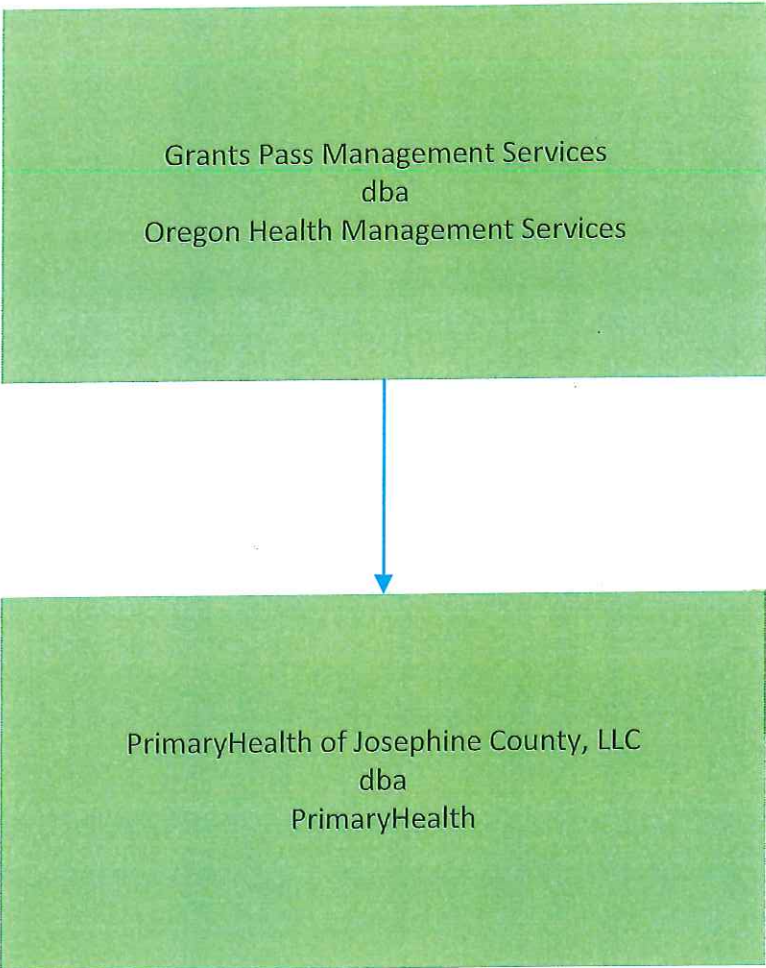 Grants Pass Management Services
dba
Oregon Health Management Services
PrimaryHealth of Josephine County, LLC
dba
PrimaryHealth